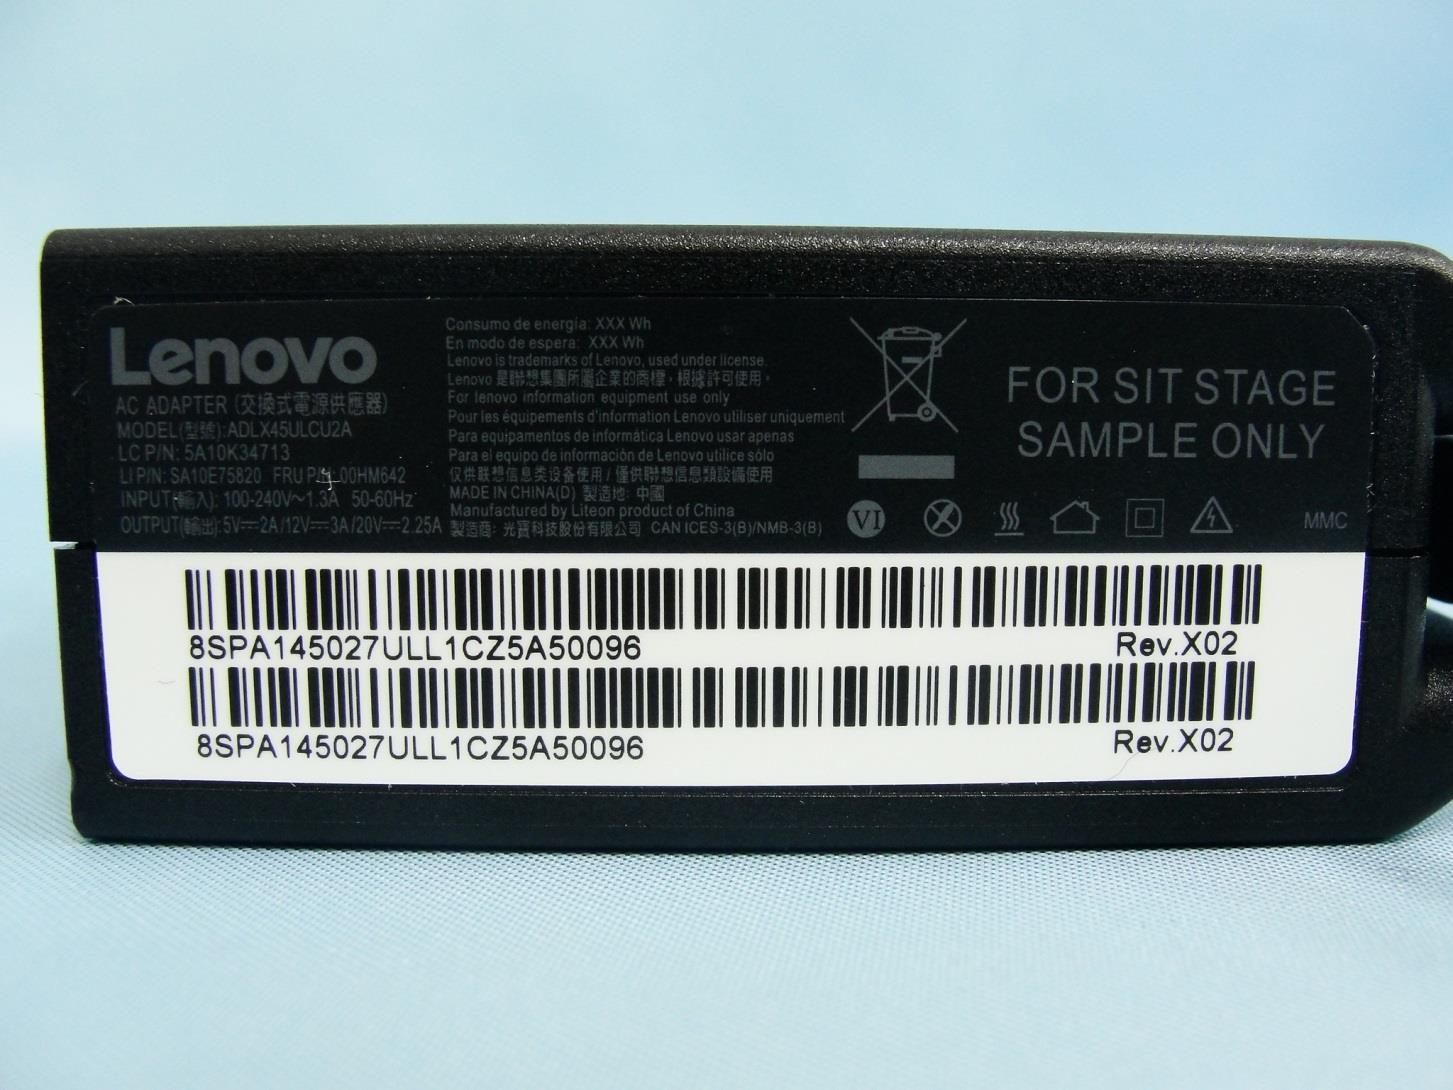 Lenovo
AC ADAPTER (交換式電源供應器)
MODEL(型號):ADLX45ULCU2A
LC P/N: 5A10K34713
LI P/N: SA10E75820 FRU P/N: 00HM642
INPUT(輸入): 100-240V～1.3A 50-60Hz
OUTPUT(輸出):5V⎓2A/12V⎓3A/20V⎓2.25A
Consumo de energía: XXX Wh
En modo de espera: XXX Wh
Lenovo is trademarks of Lenovo, used under license.
Lenovo 是聯想集團所屬企業的商標，根據許可使用。
For lenovo information equipment use only
Pour les équipements d'information Lenovo utiliser uniquement
Para equipamentos de informática Lenovo usar apenas
Para el equipo de información de Lenovo utilice sólo
仅供联想信息类设备使用 / 僅供聯想信息類設備使用
MADE IN CHINA(D) 製造地: 中國
Manufactured by Liteon product of China
製造商: 光寶科技股份有限公司 CAN ICES-3(B)/NMB-3(B)
FOR SIT STAGE
SAMPLE ONLY
VI
MMC
8SPA145027ULL1CZ5A50096 Rev.X02
8SPA145027ULL1CZ5A50096 Rev.X02